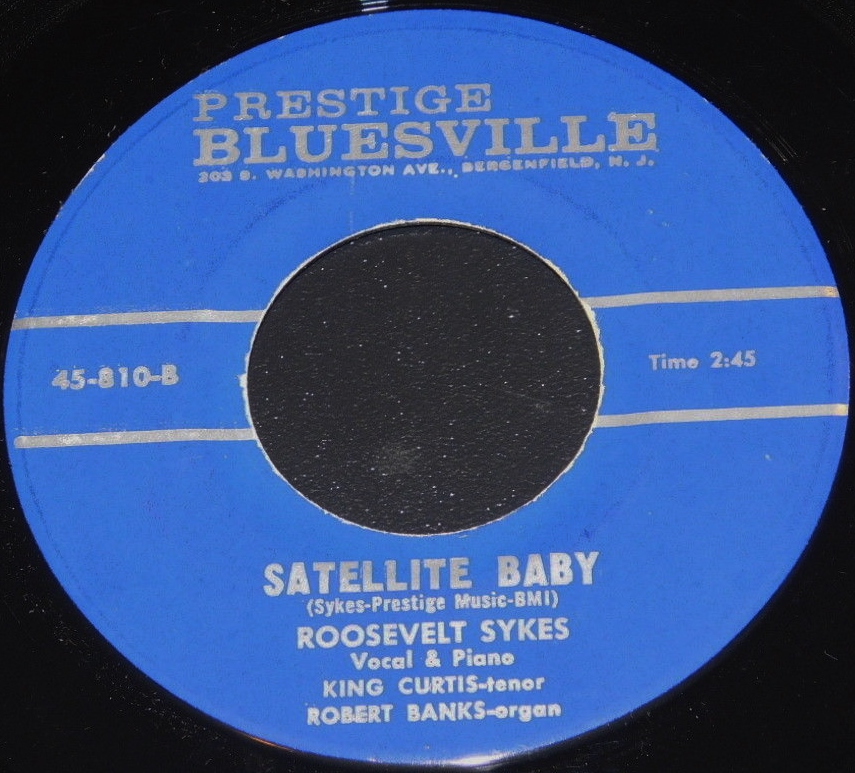 PRESTIGE
BLUESVILLE
203 S. WASHINGTON AVE., BERGENFIELD, N. J.
45-810-B
Time 2:45
SATELLITE BABY
(Sykes-Prestige Music-BMI)
ROOSEVELT SYKES
Vocal & Piano
KING CURTIS-tenor
ROBERT BANKS-organ